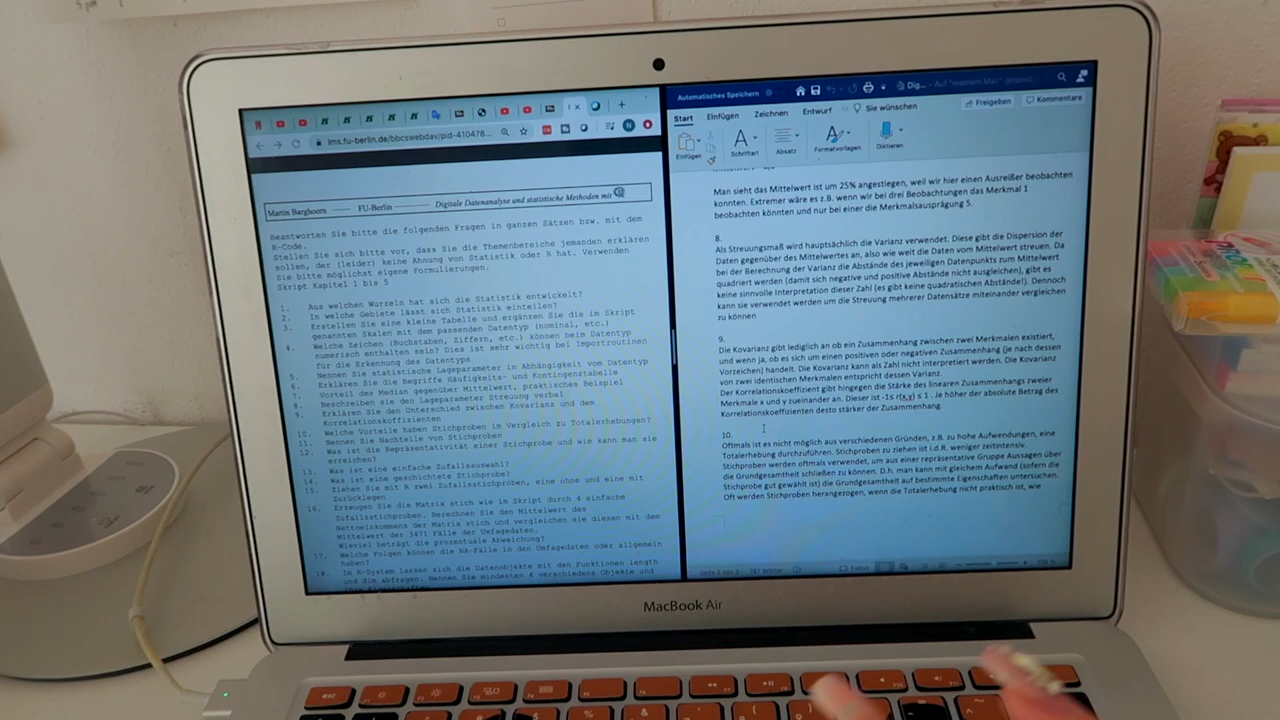 lms.fu-berlin.de/bbcswebdav/pid-410478...
Martin Barghoorn FU-Berlin Digitale Datenanalyse und statistische Methoden mit R
Beantworten Sie bitte die folgenden Fragen in ganzen Sätzen bzw. mit dem
R-Code.
Stellen Sie sich bitte vor, dass Sie die Themenbereiche jemanden erklären
sollen, der (leider) keine Ahnung von Statistik oder R hat. Verwenden
Sie bitte möglichst eigene Formulierungen.
Skript Kapitel 1 bis 5
1. Aus welchen Wurzeln hat sich die Statistik entwickelt?
2. In welche Gebiete lässt sich Statistik einteilen?
3. Erstellen Sie eine kleine Tabelle und ergänzen Sie die im Skript
genannten Skalen mit dem passenden Datentyp (nominal, etc.)
4. Welche Zeichen (Buchstaben, Ziffern, etc.) können beim Datentyp
numerisch enthalten sein? Dies ist sehr wichtig bei Importroutinen
für die Erkennung des Datentyps
5. Nennen Sie statistische Lageparameter in Abhängigkeit vom Datentyp
6. Erklären Sie die Begriffe Häufigkeits- und Kontingenztabelle
7. Vorteil des Median gegenüber Mittelwert, praktisches Beispiel
8. Beschreiben sie den Lageparameter Streuung verbal
9. Erklären Sie den Unterschied zwischen Kovarianz und dem
Korrelationskoffizienten
10. Welche Vorteile haben Stichproben im Vergleich zu Totalerhebungen?
11. Nennen Sie Nachteile von Stichproben
12. Was ist die Repräsentativität einer Stichprobe und wie kann man sie
erreichen?
13. Was ist eine einfache Zufallsauswahl?
14. Was ist eine geschichtete Stichprobe?
15. Ziehen Sie mit R zwei Zufallsstichproben, eine ohne und eine mit
Zurücklegen
16. Erzeugen Sie die Matrix stich wie im Skript durch 4 einfache
Zufallsstichproben. Berechnen Sie den Mittelwert des
Nettoeinkommens der Matrix stich und vergleichen sie diesen mit dem
Mittelwert der 3471 Fälle der Umfagedaten.
Wieviel beträgt die prozentuale Abweichung?
17. Welche Folgen können die NA-Fälle in den Umfagedaten oder allgemein
haben?
18. Im R-System lassen sich die Datenobjekte mit den Funktionen length
und dim abfragen. Nennen Sie mindesten 4 verschiedene Objekte und
Automatisches Speichern Dig... – Auf "meinem Mac" gespeic...
Start Einfügen Zeichnen Entwurf Sie wünschen Freigeben Kommentare
Einfügen Schriftart Absatz Formatvorlagen Diktieren
Man sieht das Mittelwert ist um 25% angestiegen, weil wir hier einen Ausreißer beobachten
konnten. Extremer wäre es z.B. wenn wir bei drei Beobachtungen das Merkmal 1
beobachten könnten und nur bei einer die Merkmalsausprägung 5.
8.
Als Streuungsmaß wird hauptsächlich die Varianz verwendet. Diese gibt die Dispersion der
Daten gegenüber des Mittelwertes an, also wie weit die Daten vom Mittelwert streuen. Da
bei der Berechnung der Varianz die Abstände des jeweiligen Datenpunkts zum Mittelwert
quadriert werden (damit sich negative und positive Abstände nicht ausgleichen), gibt es
keine sinnvolle Interpretation dieser Zahl (es gibt keine quadratischen Abstände!). Dennoch
kann sie verwendet werden um die Streuung mehrerer Datensätze miteinander vergleichen
zu können
9.
Die Kovarianz gibt lediglich an ob ein Zusammenhang zwischen zwei Merkmalen existiert,
und wenn ja, ob es sich um einen positiven oder negativen Zusammenhang (je nach dessen
Vorzeichen) handelt. Die Kovarianz kann als Zahl nicht interpretiert werden. Die Kovarianz
von zwei identischen Merkmalen entspricht dessen Varianz.
Der Korrelationskoeffizient gibt hingegen die Stärke des linearen Zusammenhangs zweier
Merkmale x und y zueinander an. Dieser ist -1≤ r(x,y) ≤ 1 . Je höher der absolute Betrag des
Korrelationskoeffizienten desto stärker der Zusammenhang.
10.
Oftmals ist es nicht möglich aus verschiedenen Gründen, z.B. zu hohe Aufwendungen, eine
Totalerhebung durchzuführen. Stichproben zu ziehen ist i.d.R. weniger zeitintensiv.
Stichproben werden oftmals verwendet, um aus einer repräsentative Gruppe Aussagen über
die Grundgesamtheit schließen zu können. D.h. man kann mit gleichem Aufwand (sofern die
Stichprobe gut gewählt ist) die Grundgesamtheit auf bestimmte Eigenschaften untersuchen.
Oft werden Stichproben herangezogen, wenn die Totalerhebung nicht praktisch ist, wie
Seite 2 von 3 767 Wörter Fokus
MacBook Air
esc